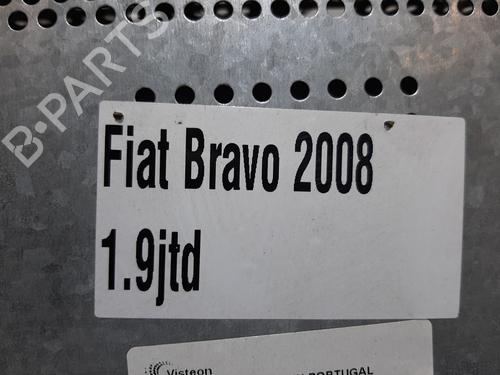 B-PARTS
Fiat Bravo 2008
1.9jtd
Visteon
PORTUGAL